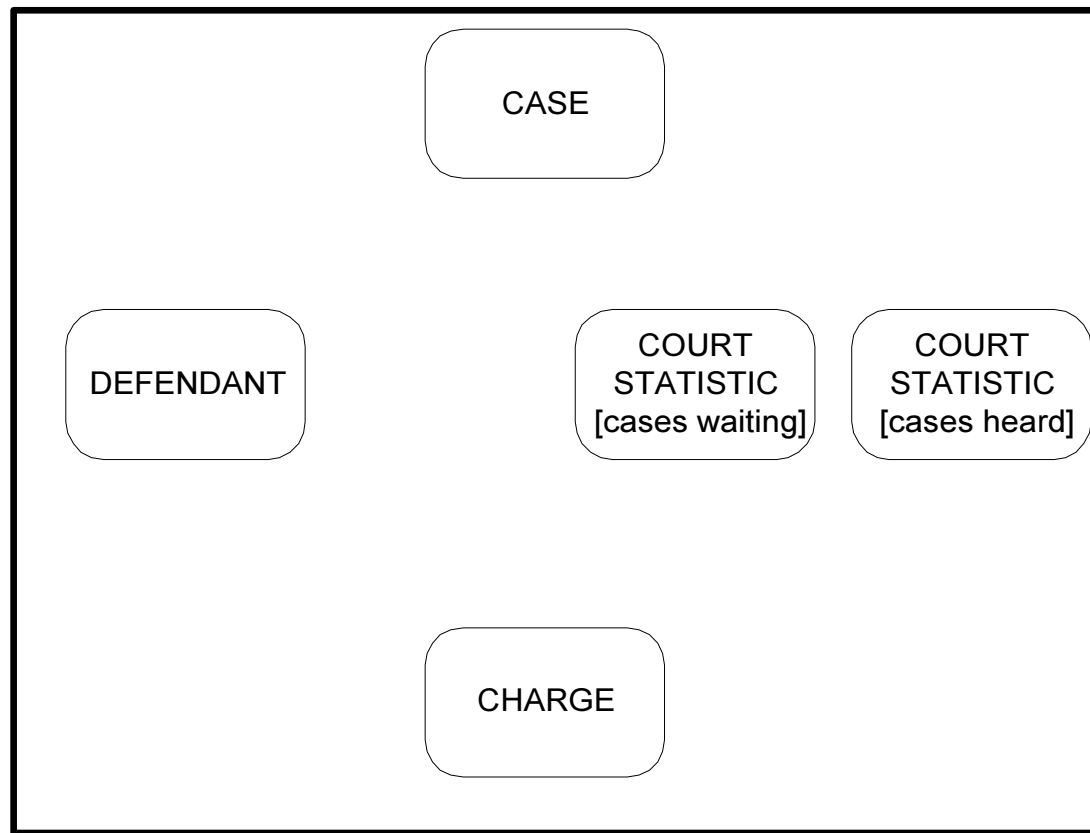 CASE
DEFENDANT
COURT
STATISTIC
[cases waiting]
COURT
STATISTIC
[cases heard]
CHARGE